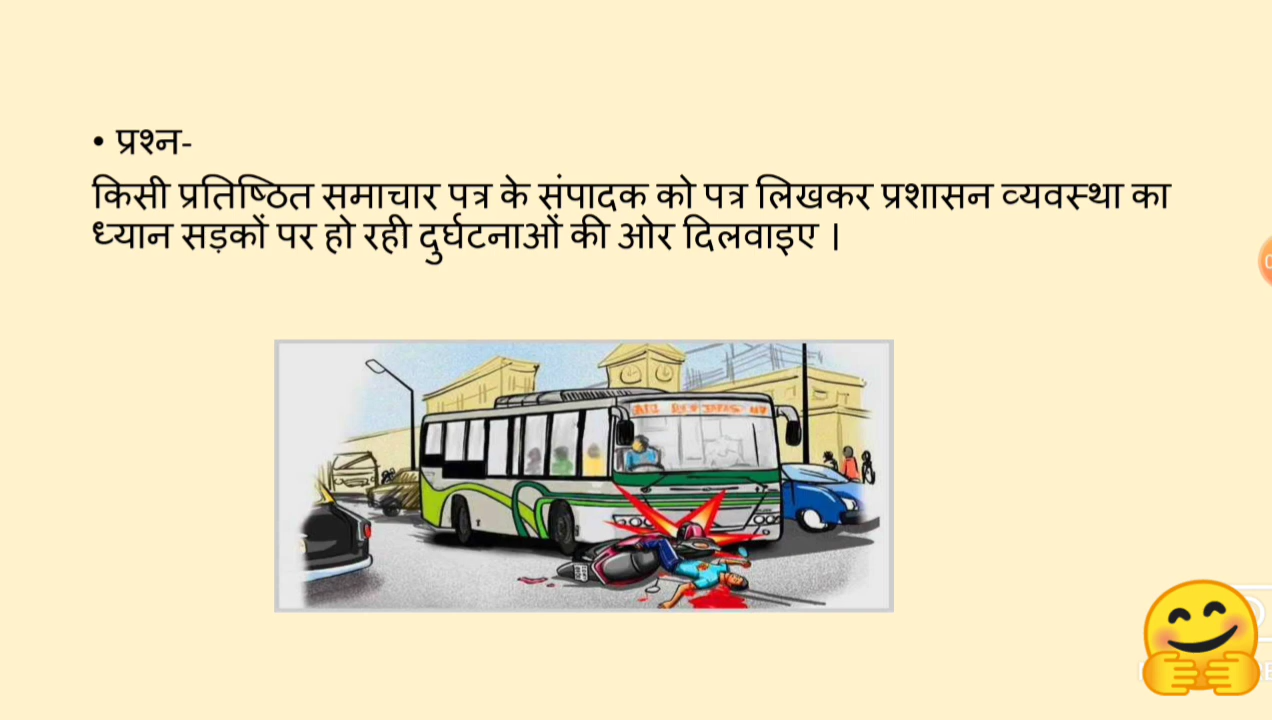 • प्रश्न-
किसी प्रतिष्ठित समाचार पत्र के संपादक को पत्र लिखकर प्रशासन व्यवस्था का
ध्यान सड़कों पर हो रही दुर्घटनाओं की ओर दिलवाइए ।